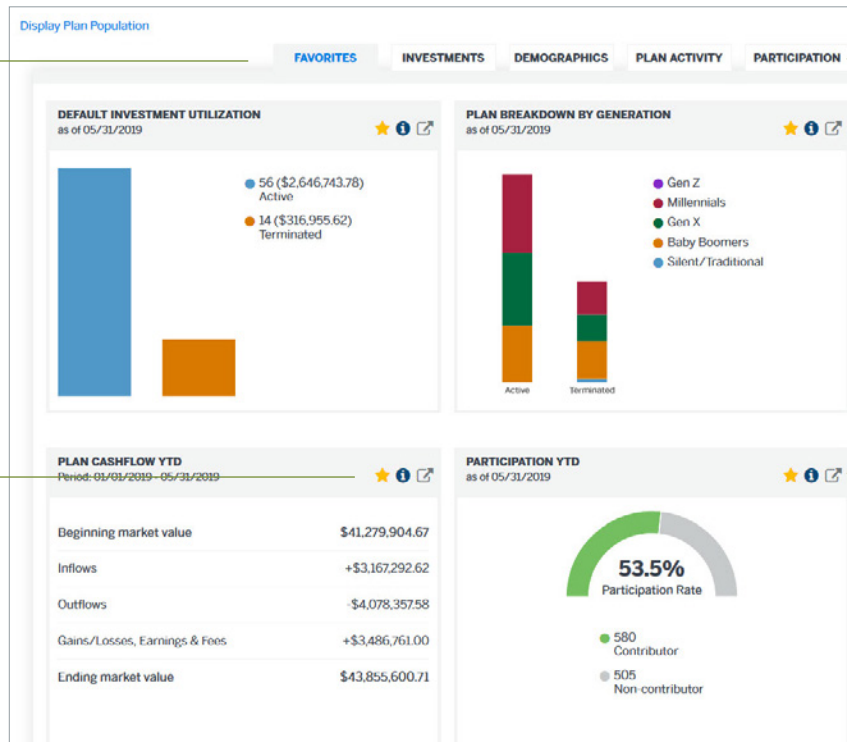 Display Plan Population
FAVORITES INVESTMENTS DEMOGRAPHICS PLAN ACTIVITY PARTICIPATION
DEFAULT INVESTMENT UTILIZATION
as of 05/31/2019
56 ($2,646,743.78)
Active
14 ($316,955.62)
Terminated
PLAN BREAKDOWN BY GENERATION
as of 05/31/2019
Gen Z
Millennials
Gen X
Baby Boomers
Silent/Traditional
Active Terminated
PLAN CASHFLOW YTD
Period: 01/01/2019 - 05/31/2019
Beginning market value $41,279,904.67
Inflows +$3,167,292.62
Outflows -$4,078,357.58
Gains/Losses, Earnings & Fees +$3,486,761.00
Ending market value $43,855,600.71
PARTICIPATION YTD
as of 05/31/2019
53.5%
Participation Rate
580
Contributor
505
Non-contributor